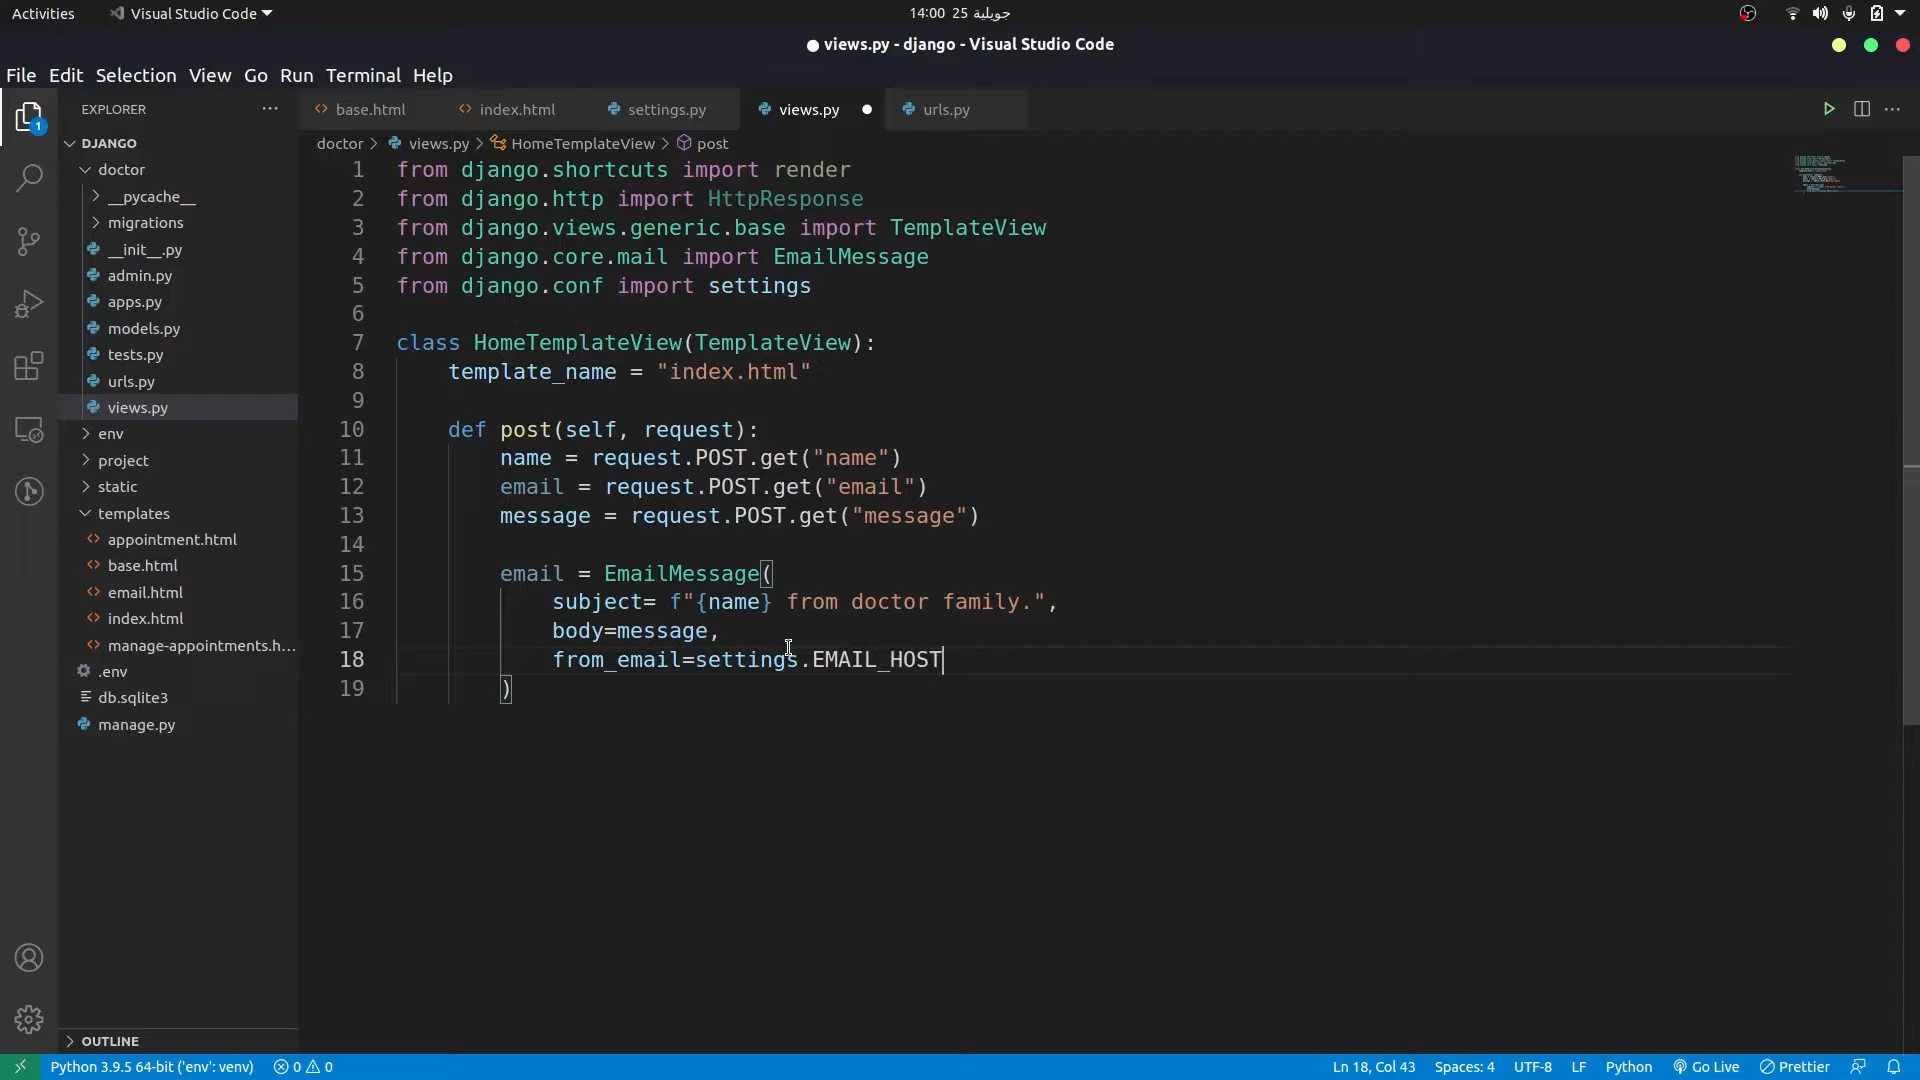 Activities
Visual Studio Code
14:00 25 جويلية
views.py - django - Visual Studio Code
File Edit Selection View Go Run Terminal Help
EXPLORER
base.html
index.html
settings.py
views.py
urls.py
doctor > views.py > HomeTemplateView > post
1
DJANGO
doctor
__pycache__
migrations
__init__.py
admin.py
apps.py
models.py
tests.py
urls.py
views.py
env
project
static
templates
appointment.html
base.html
email.html
index.html
manage-appointments.h...
.env
db.sqlite3
manage.py
OUTLINE
1 from django.shortcuts import render
2 from django.http import HttpResponse
3 from django.views.generic.base import TemplateView
4 from django.core.mail import EmailMessage
5 from django.conf import settings
6
7 class HomeTemplateView(TemplateView):
8 template_name = "index.html"
9
10 def post(self, request):
11 name = request.POST.get("name")
12 email = request.POST.get("email")
13 message = request.POST.get("message")
14
15 email = EmailMessage(
16 subject= f"{name} from doctor family.",
17 body=message,
18 from_email=settings.EMAIL_HOST
19 )
Python 3.9.5 64-bit ('env': venv) 0 0
Ln 18, Col 43 Spaces: 4 UTF-8 LF Python Go Live Prettier